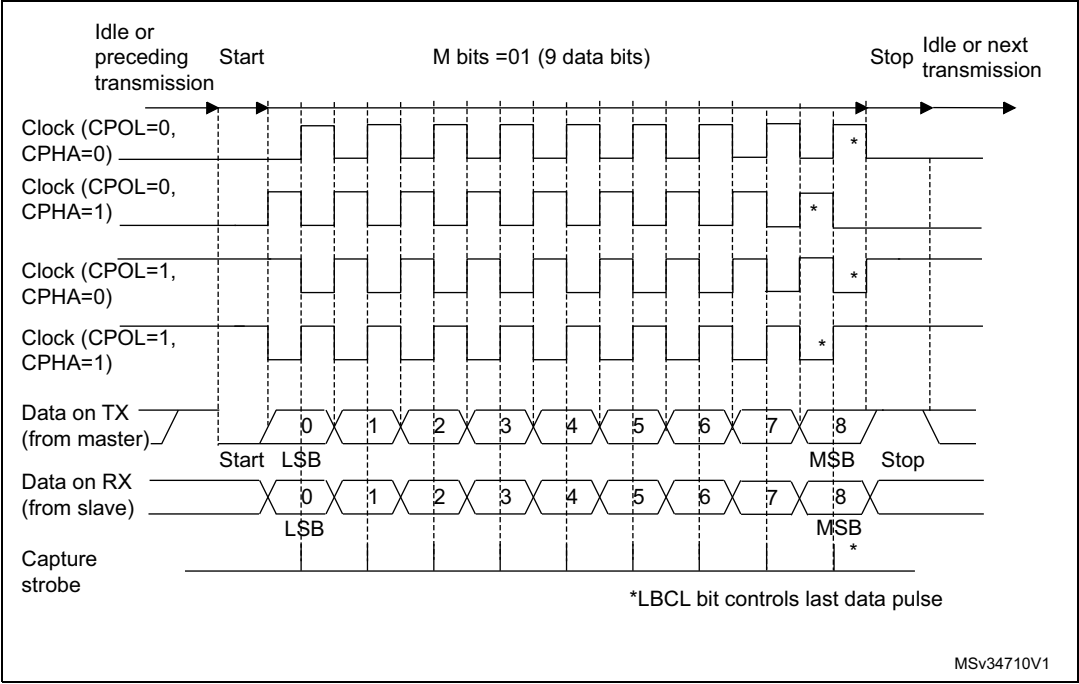 Idle or
preceding
transmission
Start
M bits =01 (9 data bits)
Stop
Idle or next
transmission
Clock (CPOL=0,
CPHA=0)
*
Clock (CPOL=0,
CPHA=1)
*
Clock (CPOL=1,
CPHA=0)
*
Clock (CPOL=1,
CPHA=1)
*
Data on TX
(from master)
0 1 2 3 4 5 6 7 8
Start LSB MSB Stop
Data on RX
(from slave)
0 1 2 3 4 5 6 7 8
LSB MSB
Capture
strobe
*
*LBCL bit controls last data pulse
MSv34710V1